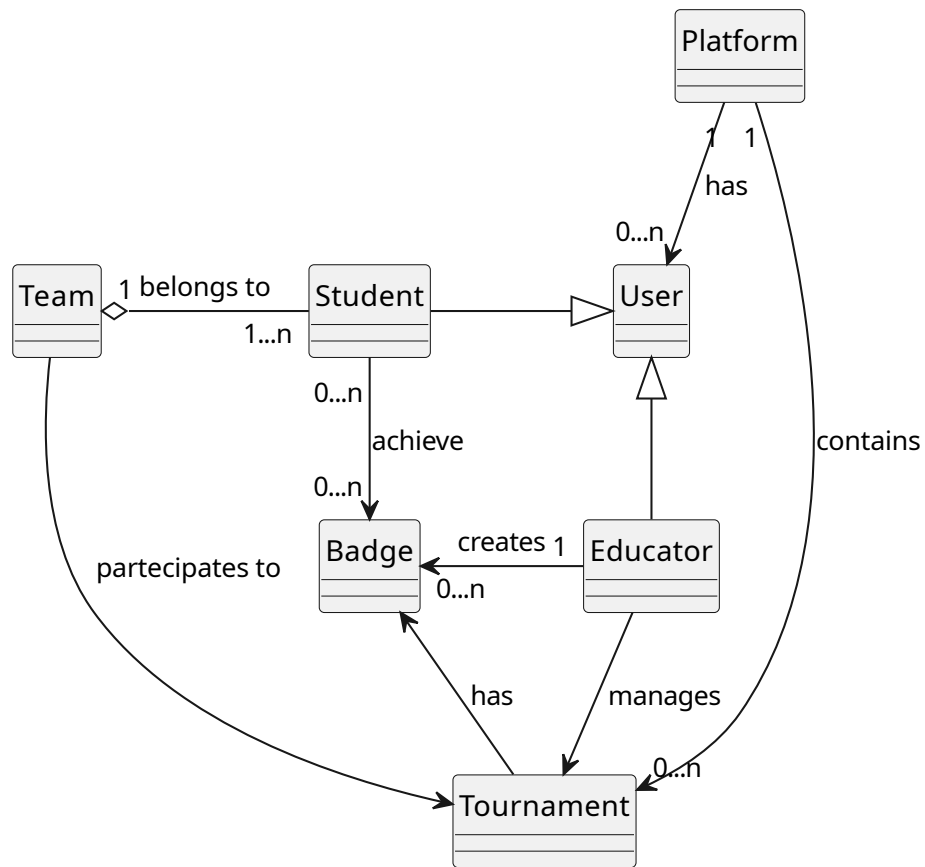 Platform
1
1
has
0...n
Team
1
belongs to
1...n
Student
User
0...n
achieve
contains
0...n
Badge
creates
1
0...n
Educator
partecipates to
has
manages
0...n
Tournament